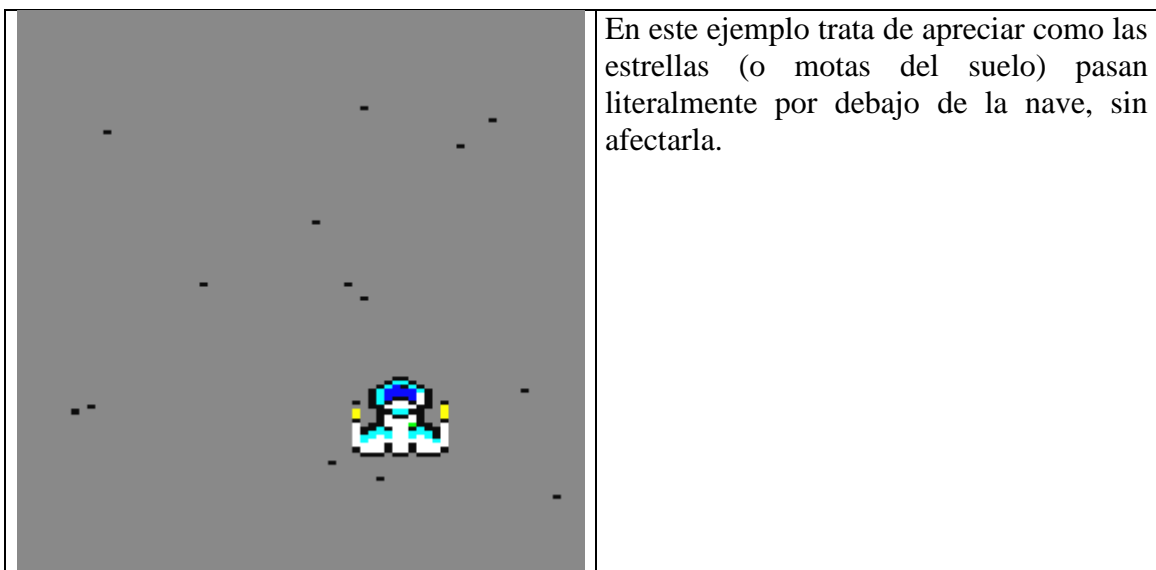 En este ejemplo trata de apreciar como las
estrellas (o motas del suelo) pasan
literalmente por debajo de la nave, sin
afectarla.